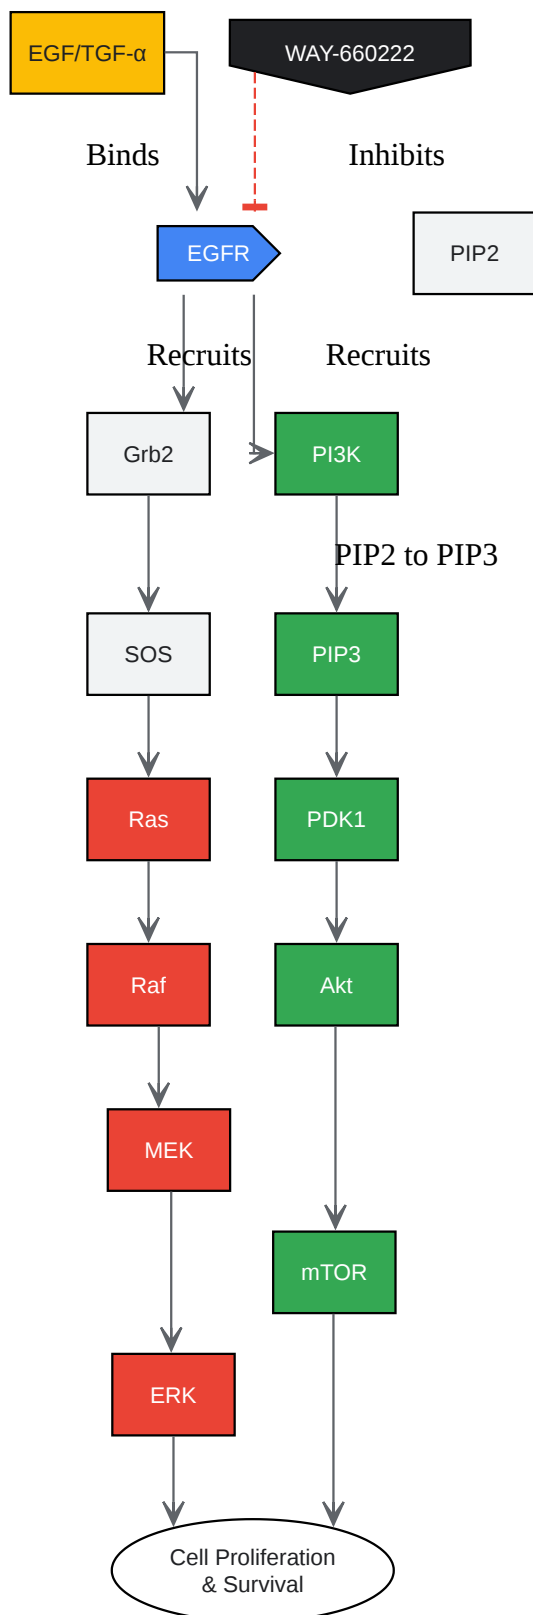 EGF/TGF-α
WAY-660222
Binds
Inhibits
EGFR
PIP2
Recruits
Recruits
Grb2
PI3K
PIP2 to PIP3
SOS
PIP3
Ras
PDK1
Raf
Akt
MEK
mTOR
ERK
Cell Proliferation
& Survival